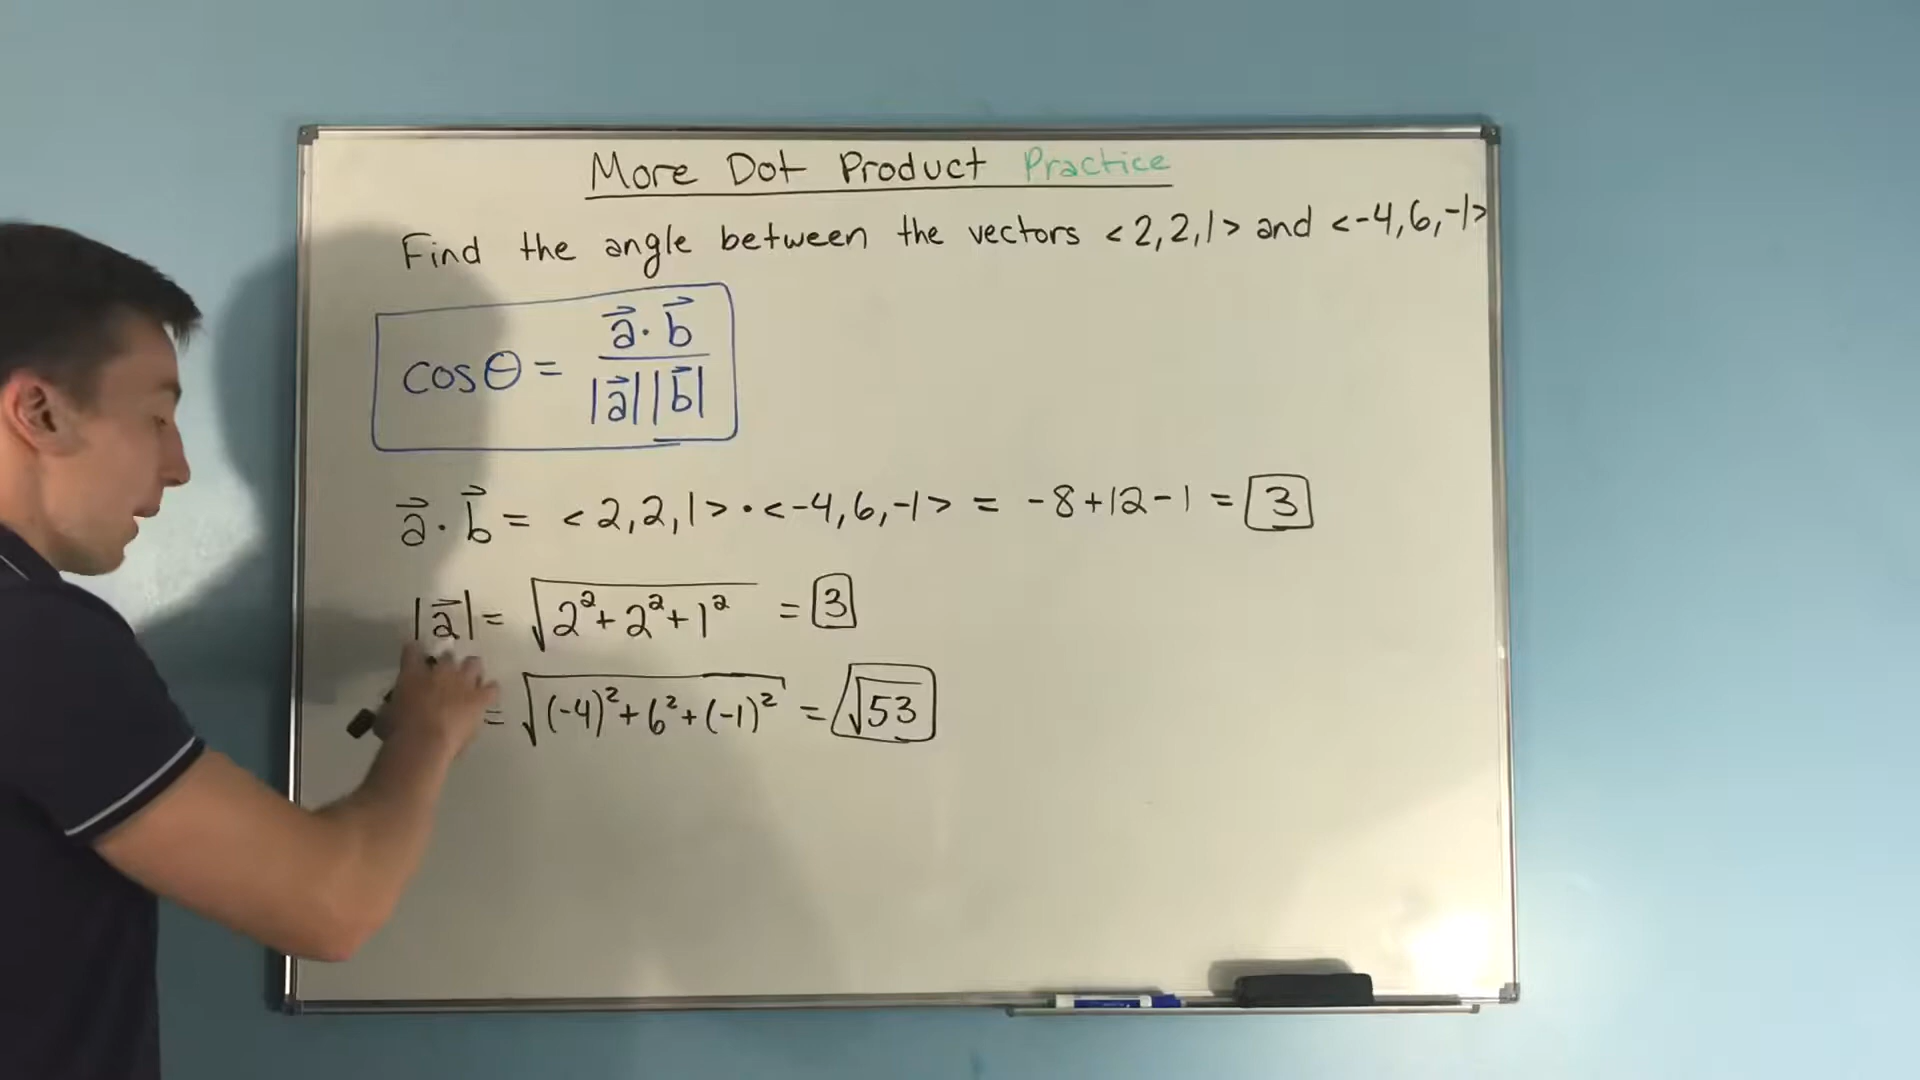 More Dot Product Practice
Find the angle between the vectors <2,2,1> and <-4,6,-1>
cosθ = a⃗·b⃗ / |a⃗||b⃗|
a⃗·b⃗ = <2,2,1>·<-4,6,-1> = -8+12-1 = 3
|a⃗| = √(2²+2²+1²) = 3
= √((-4)²+6²+(-1)²) = √53